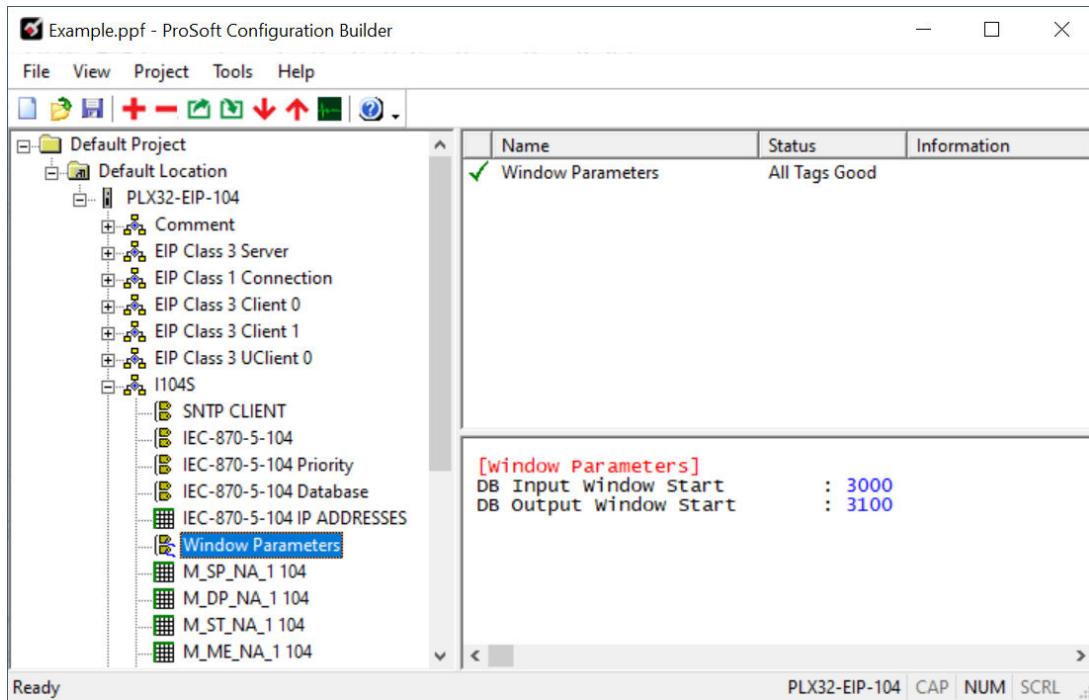 Example.ppf - ProSoft Configuration Builder
File View Project Tools Help
Default Project
Default Location
PLX32-EIP-104
Comment
EIP Class 3 Server
EIP Class 1 Connection
EIP Class 3 Client 0
EIP Class 3 Client 1
EIP Class 3 UClient 0
I104S
SNTP CLIENT
IEC-870-5-104
IEC-870-5-104 Priority
IEC-870-5-104 Database
IEC-870-5-104 IP ADDRESSES
Window Parameters
M_SP_NA_1 104
M_DP_NA_1 104
M_ST_NA_1 104
M_ME_NA_1 104
Name Status Information
Window Parameters All Tags Good
[Window Parameters]
DB Input Window Start : 3000
DB Output Window Start : 3100
Ready PLX32-EIP-104 CAP NUM SCRL